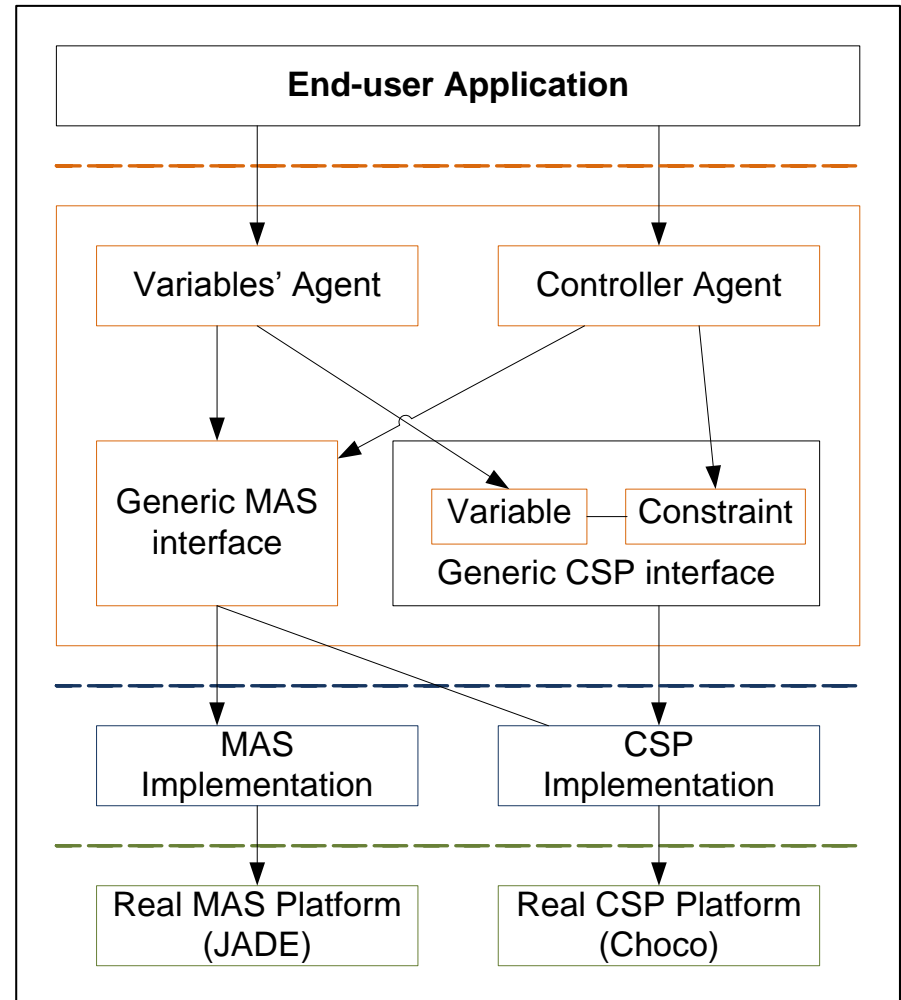 End-user Application
Variables’ Agent
Controller Agent
Generic MAS
interface
Variable
Constraint
Generic CSP interface
MAS
Implementation
CSP
Implementation
Real MAS Platform
(JADE)
Real CSP Platform
(Choco)